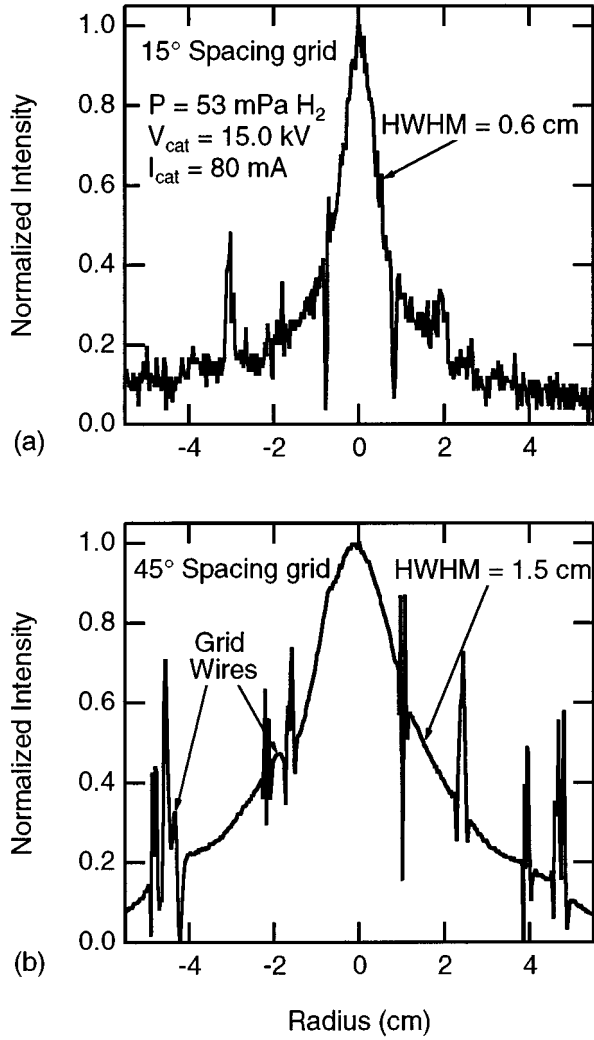 1.0
15° Spacing grid
P = 53 mPa H2
Vcat = 15.0 kV
Icat = 80 mA
HWHM = 0.6 cm
0.8
0.6
0.4
0.2
0.0
Normalized Intensity
-4 -2 0 2 4
(a)
1.0
45° Spacing grid
HWHM = 1.5 cm
0.8
Grid
Wires
0.6
0.4
0.2
0.0
Normalized Intensity
-4 -2 0 2 4
(b)
Radius (cm)